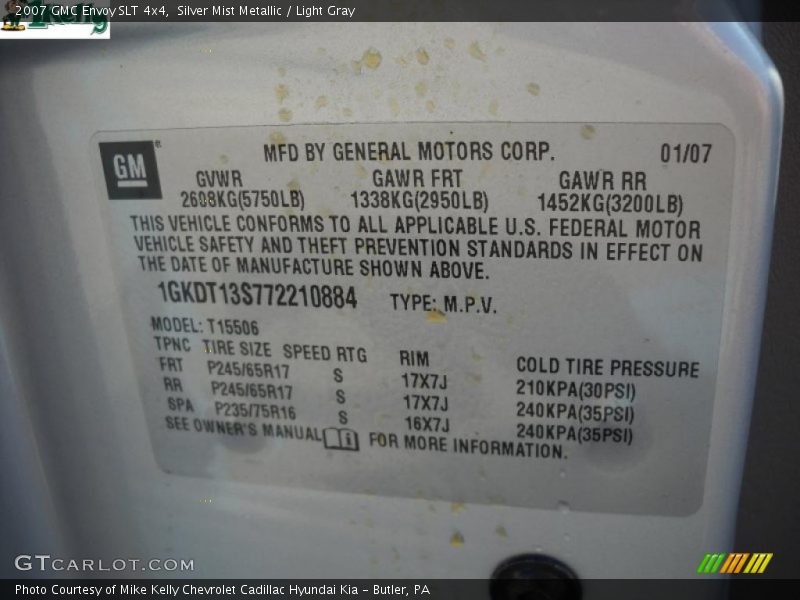 2007 GMC Envoy SLT 4x4,  Silver Mist Metallic / Light Gray
GM
MFD BY GENERAL MOTORS CORP. 01/07
GVWR GAWR FRT GAWR RR
2608KG(5750LB) 1338KG(2950LB) 1452KG(3200LB)
THIS VEHICLE CONFORMS TO ALL APPLICABLE U.S. FEDERAL MOTOR
VEHICLE SAFETY AND THEFT PREVENTION STANDARDS IN EFFECT ON
THE DATE OF MANUFACTURE SHOWN ABOVE.
1GKDT13S772210884 TYPE: M.P.V.
MODEL: T15506
TPNC TIRE SIZE SPEED RTG RIM COLD TIRE PRESSURE
FRT P245/65R17 S 17X7J 210KPA(30PSI)
RR P245/65R17 S 17X7J 240KPA(35PSI)
SPA P235/75R16 S 16X7J 240KPA(35PSI)
SEE OWNER'S MANUAL FOR MORE INFORMATION.
GTCARLOT.COM
Photo Courtesy of Mike Kelly Chevrolet Cadillac Hyundai Kia – Butler, PA